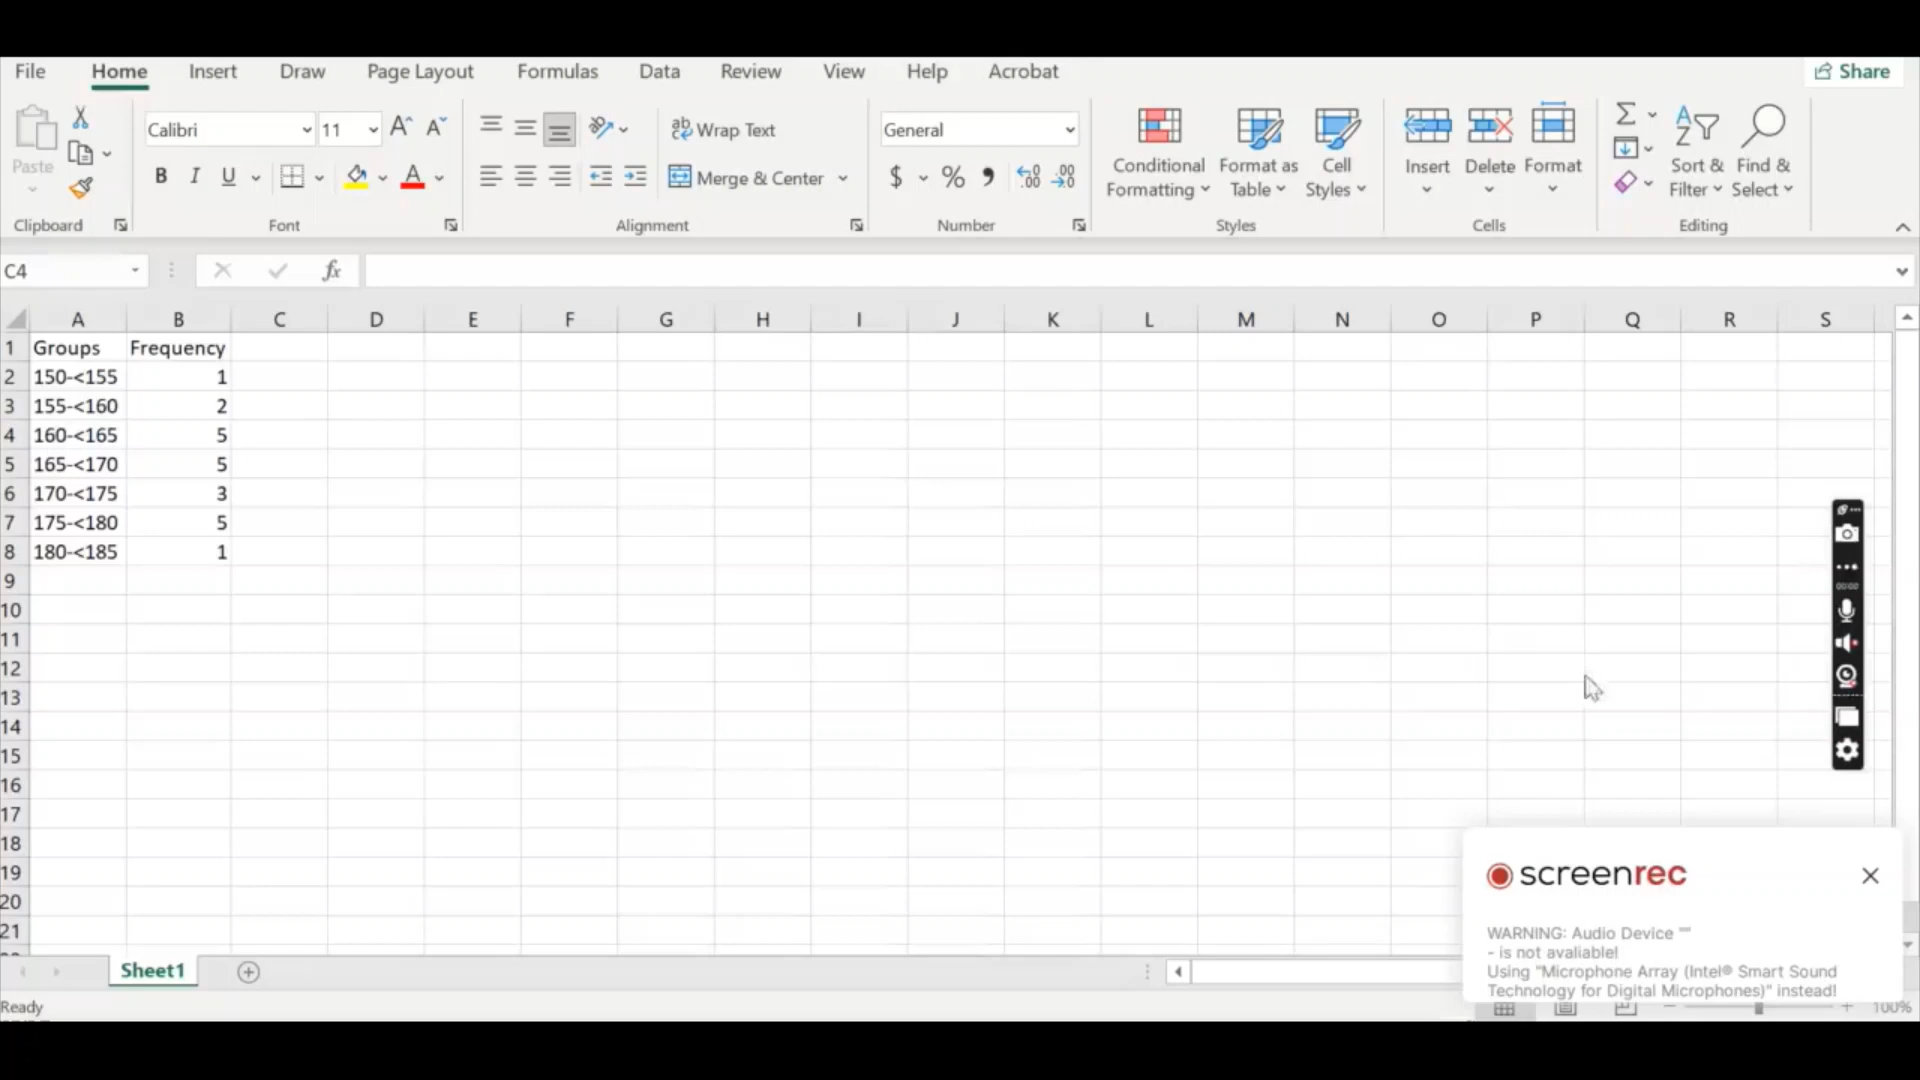 File Home Insert Draw Page Layout Formulas Data Review View Help Acrobat Share
Calibri 11 Wrap Text General
Paste B I U Merge & Center $ % Conditional Formatting Format as Table Cell Styles Insert Delete Format Sort & Filter Find & Select
Clipboard Font Alignment Number Styles Cells Editing
C4 fx
A B C D E F G H I J K L M N O P Q R S
1 Groups Frequency
2 150-<155 1
3 155-<160 2
4 160-<165 5
5 165-<170 5
6 170-<175 3
7 175-<180 5
8 180-<185 1
9
10
11
12
13
14
15
16
17
18
19
20
21
screenrec
WARNING: Audio Device ""
- is not avaliable!
Using "Microphone Array (Intel® Smart Sound
Technology for Digital Microphones)" instead!
Sheet1
Ready 100%
00:00